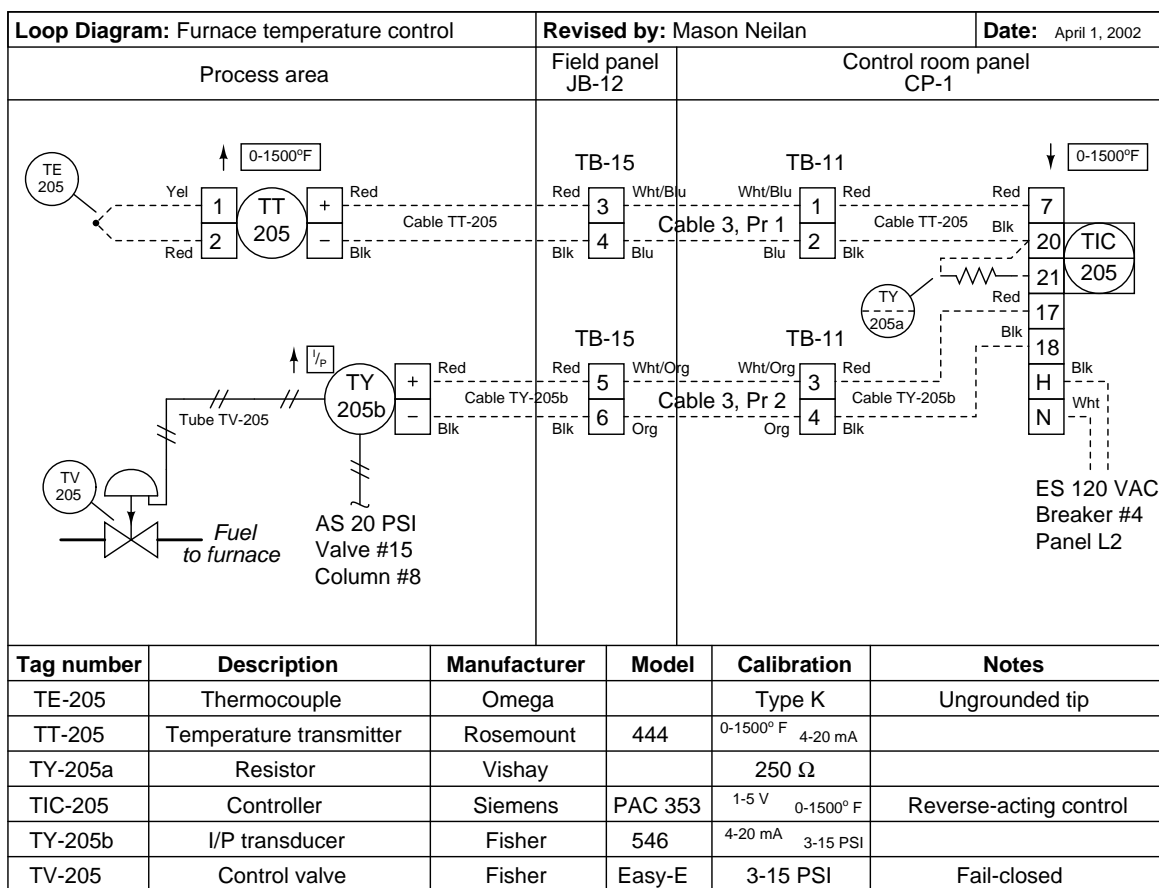 Loop Diagram: Furnace temperature control Revised by: Mason Neilan Date: April 1, 2002
Process area
Field panel
JB-12
Control room panel
CP-1
TE
205
0-1500°F
Yel
Red
1
2
TT
205
+
−
Red
Blk
Cable TT-205
TB-15
Red
Blk
3
4
Wht/Blu
Blu
Cable 3, Pr 1
TB-11
Wht/Blu
Blu
1
2
Red
Blk
Cable TT-205
0-1500°F
Red
Blk
Red
Blk
7
20
21
17
18
H
N
TIC
205
Blk
Wht
TY
205a
ES 120 VAC
Breaker #4
Panel L2
I/P
TY
205b
+
−
Red
Blk
Cable TY-205b
TB-15
Red
Blk
5
6
Wht/Org
Org
Cable 3, Pr 2
TB-11
Wht/Org
Org
3
4
Red
Blk
Cable TY-205b
Tube TV-205
TV
205
Fuel
to furnace
AS 20 PSI
Valve #15
Column #8
Tag number Description Manufacturer Model Calibration Notes
TE-205 Thermocouple Omega Type K Ungrounded tip
TT-205 Temperature transmitter Rosemount 444 0-1500° F 4-20 mA
TY-205a Resistor Vishay 250 Ω
TIC-205 Controller Siemens PAC 353 1-5 V 0-1500° F Reverse-acting control
TY-205b I/P transducer Fisher 546 4-20 mA 3-15 PSI
TV-205 Control valve Fisher Easy-E 3-15 PSI Fail-closed